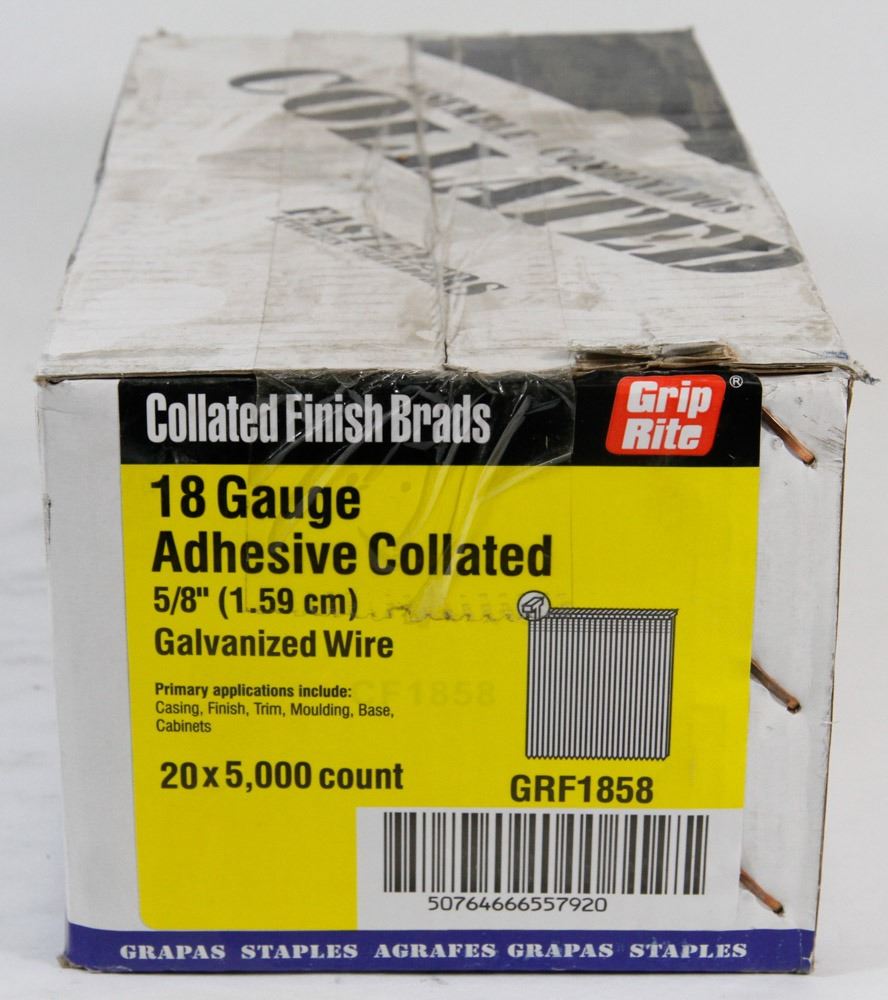 FLEXIBLE COMBINADOS
COLLATED
FASTENERS
Collated Finish Brads
Grip
Rite
®
18 Gauge
Adhesive Collated
5/8" (1.59 cm)
Galvanized Wire
Primary applications include:
Casing, Finish, Trim, Moulding, Base,
Cabinets
20 x 5,000 count
GRF1858
50764666557920
GRAPAS STAPLES AGRAFES GRAPAS STAPLES